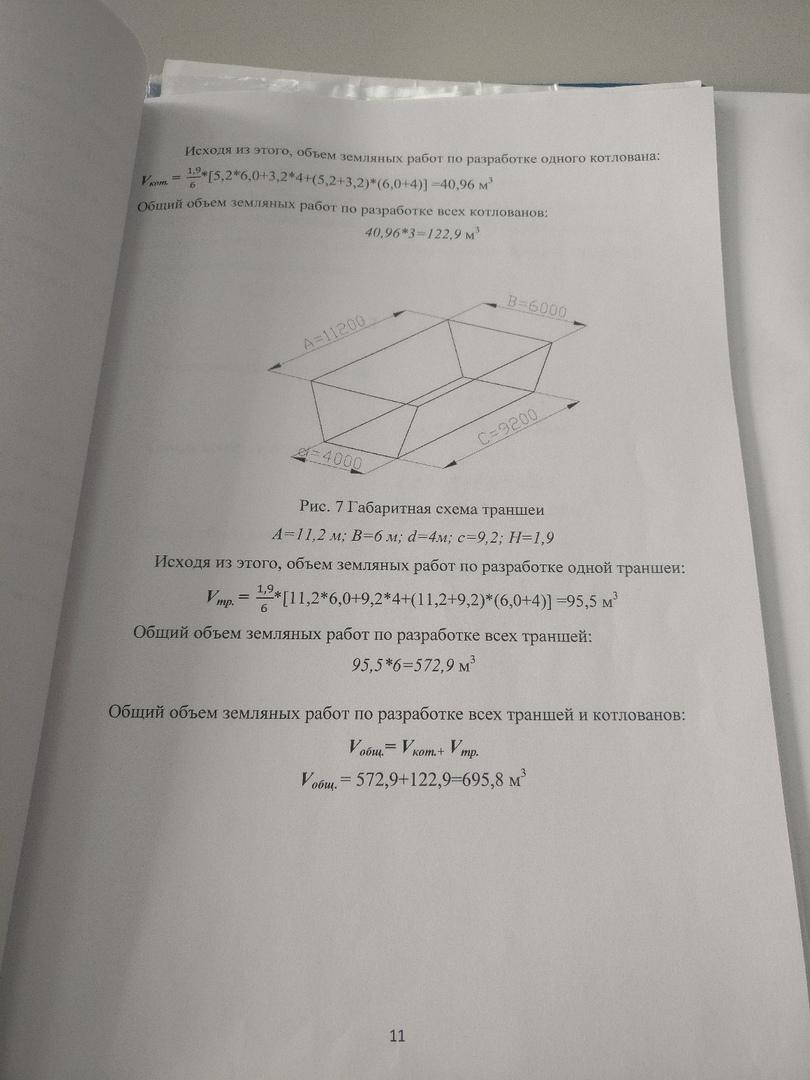 Исходя из этого, объем земляных работ по разработке одного котлована:
Vкот. = 1,9/6*[5,2*6,0+3,2*4+(5,2+3,2)*(6,0+4)] =40,96 м³
Общий объем земляных работ по разработке всех котлованов:
40,96*3=122,9 м³
A=11200
B=6000
C=9200
d=4000
Рис. 7 Габаритная схема траншеи
A=11,2 м; B=6 м; d=4м; c=9,2; H=1,9
Исходя из этого, объем земляных работ по разработке одной траншеи:
Vтр. = 1,9/6*[11,2*6,0+9,2*4+(11,2+9,2)*(6,0+4)] =95,5 м³
Общий объем земляных работ по разработке всех траншей:
95,5*6=572,9 м³
Общий объем земляных работ по разработке всех траншей и котлованов:
Vобщ.= Vкот.+ Vтр.
Vобщ. = 572,9+122,9=695,8 м³
11